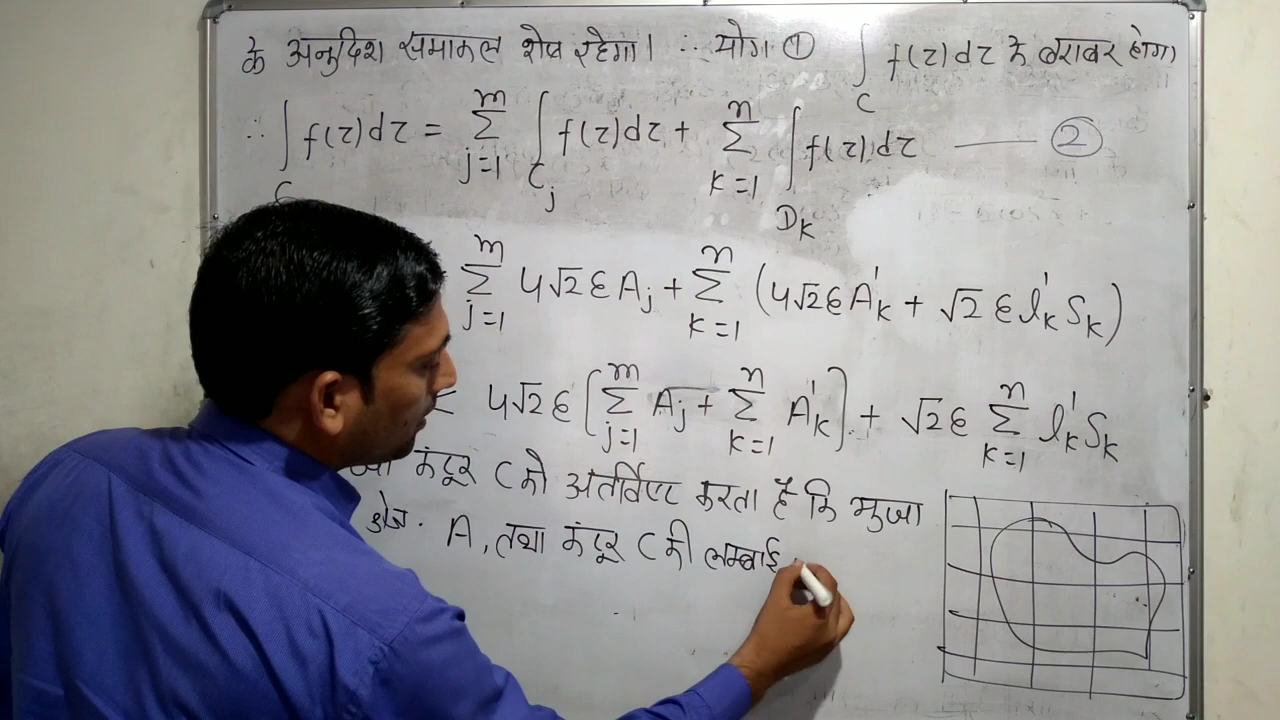 के अनुदिश समाकल शेष रहेगा। ∴ योग ① ∫_C f(z)dz के बराबर होगा
∴ ∫_C f(z)dz = Σ_{j=1}^{m} ∫_{C_j} f(z)dz + Σ_{k=1}^{n} ∫_{D_k} f(z)dz —— ②
Σ_{j=1}^{m} 4√2 ε A_j + Σ_{k=1}^{n} (4√2 ε A'_k + √2 ε l'_k S_k)
< 4√2 ε [Σ_{j=1}^{m} A_j + Σ_{k=1}^{n} A'_k] + √2 ε Σ_{k=1}^{n} l'_k S_k
कंटूर C को अंतर्विष्ट करता है कि भुजा
क्षेत्र. A, तथा कंटूर C की लम्बाई